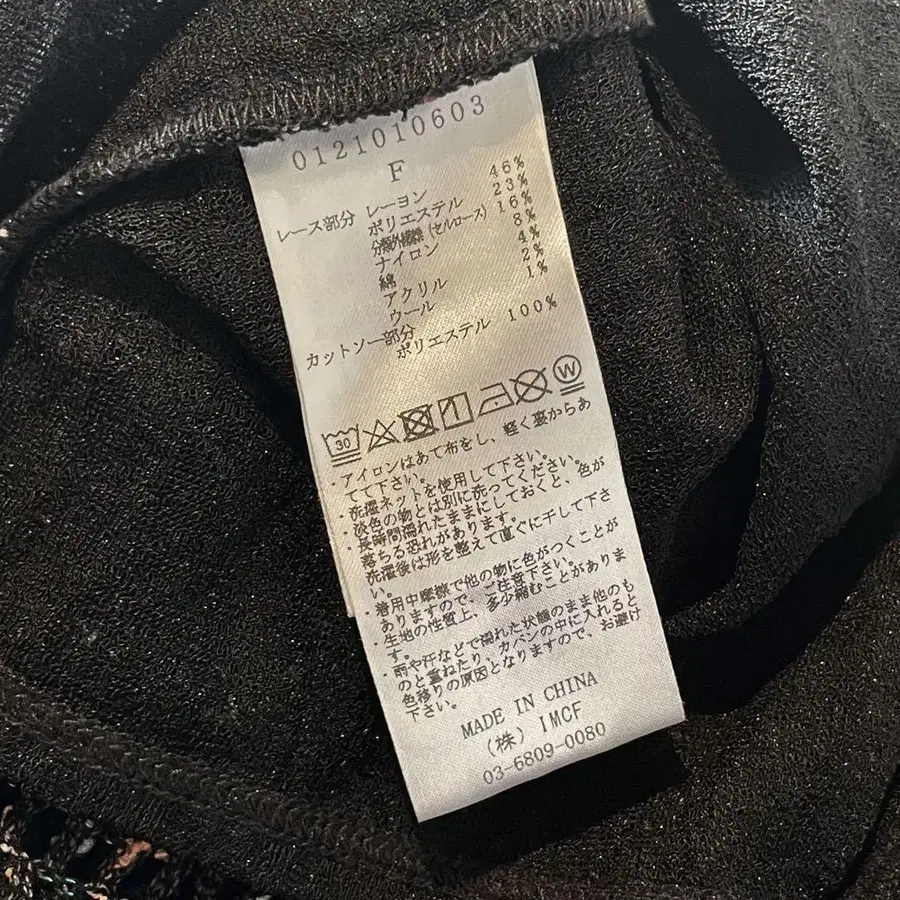 0121010603
F
レース部分 レーヨン 46%
ポリエステル 23%
分類外繊維(セルロース) 16%
ナイロン 8%
綿 4%
アクリル 2%
ウール 1%
カットソー部分
ポリエステル 100%
30 W
・アイロンはあて布をし、軽く裏からあ
てて下さい。
・洗濯ネットを使用して下さい。
・淡色の物とは別に洗ってください。
・長時間濡れたままにしておくと、色が
落ちる恐れがあります。
・洗濯後は形を整えて直ぐに干して下さ
い。
・着用中摩擦で他の物に色がつくことが
ありますので、ご注意下さい。
・生地の性質上、多少縮むことがありま
す。
・雨や汗などで濡れた状態のまま他のも
のと重ねたり、カバンの中に入れると
色移りの原因となりますので、お避け
下さい。
MADE IN CHINA
(株) IMCF
03-6809-0080